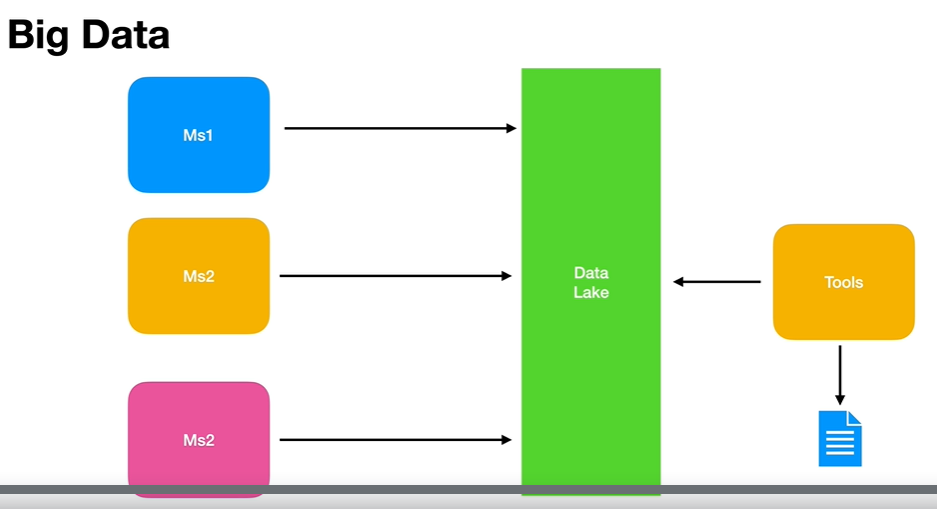 Big Data
Ms1
Ms2
Data
Lake
Tools
Ms2